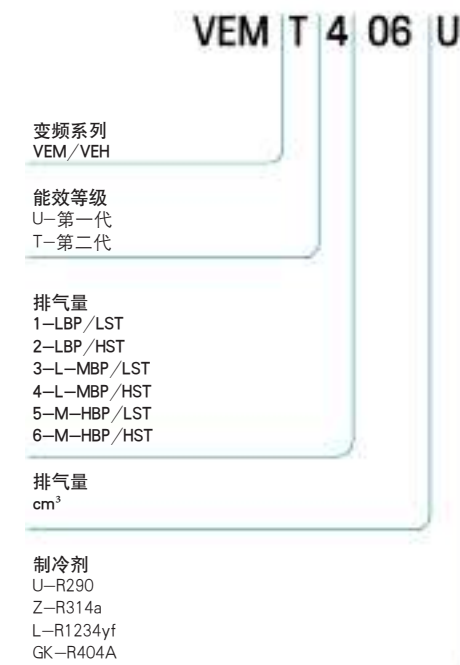 VEM T 4 06 U
变频系列
VEM/VEH
能效等级
U-第一代
T-第二代
排气量
1-LBP/LST
2-LBP/HST
3-L-MBP/LST
4-L-MBP/HST
5-M-HBP/LST
6-M-HBP/HST
排气量
cm³
制冷剂
U-R290
Z-R314a
L-R1234yf
GK-R404A